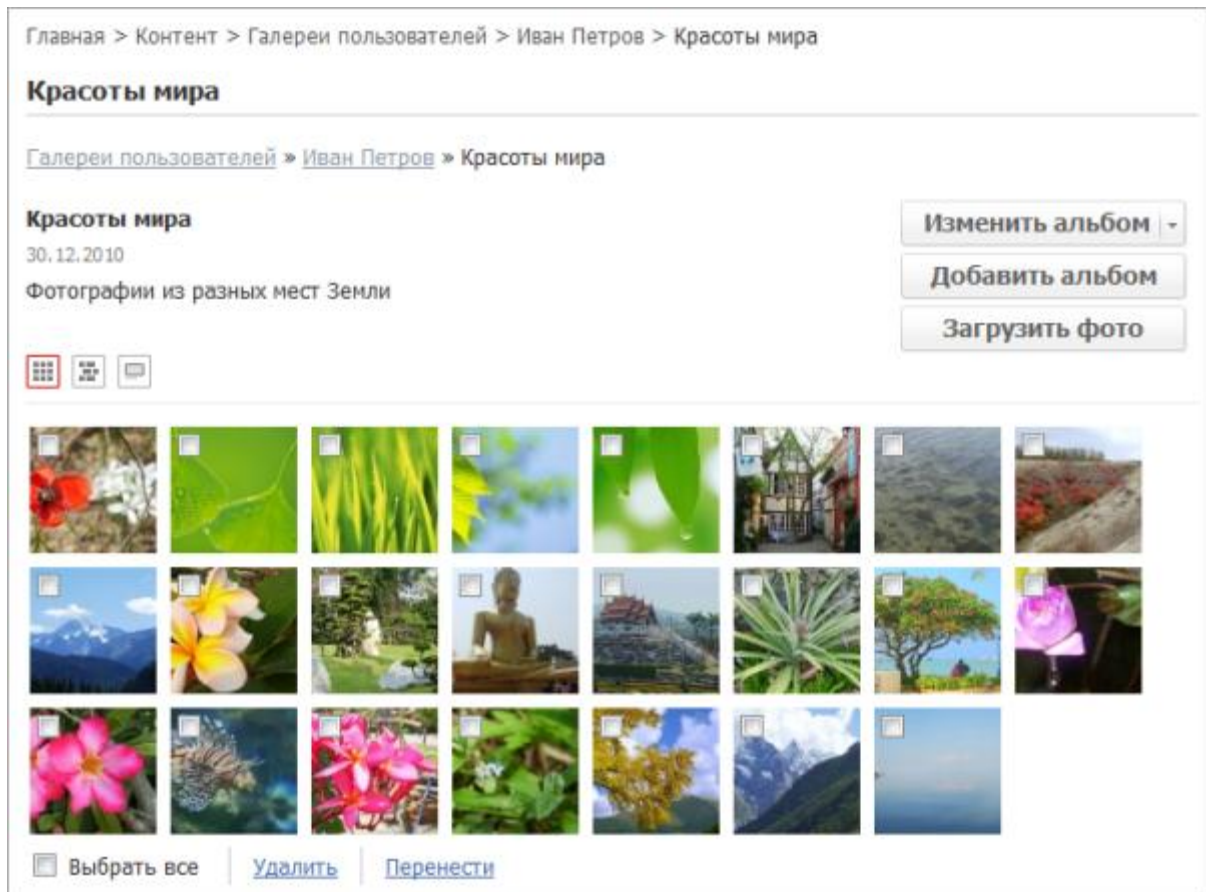 Главная > Контент > Галереи пользователей > Иван Петров > Красоты мира
Красоты мира
Галереи пользователей » Иван Петров » Красоты мира
Красоты мира
30.12.2010
Фотографии из разных мест Земли
Изменить альбом
Добавить альбом
Загрузить фото
Выбрать все
Удалить
Перенести